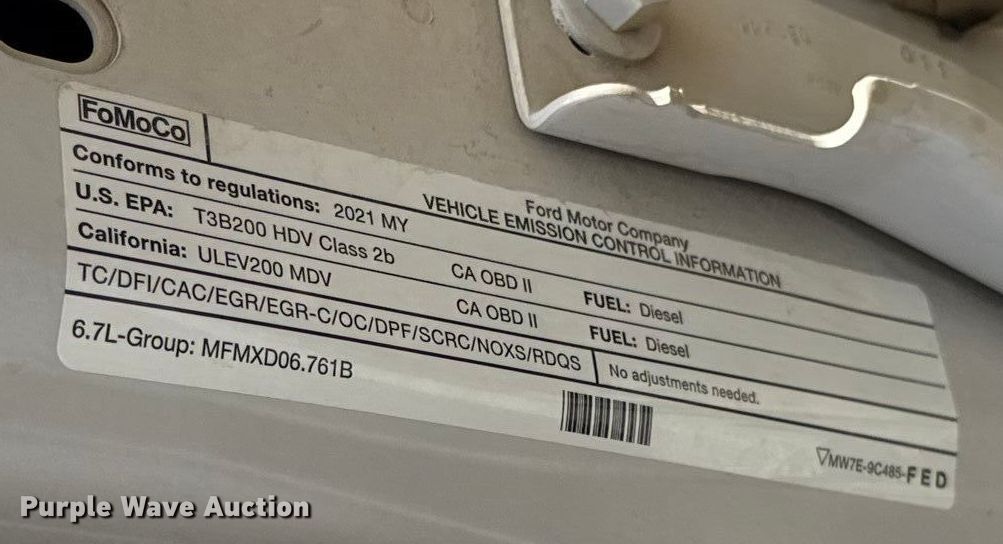 FoMoCo
Ford Motor Company
VEHICLE EMISSION CONTROL INFORMATION
Conforms to regulations: 2021 MY
U.S. EPA: T3B200 HDV Class 2b CA OBD II FUEL: Diesel
California: ULEV200 MDV CA OBD II FUEL: Diesel
TC/DFI/CAC/EGR/EGR-C/OC/DPF/SCRC/NOXS/RDQS No adjustments needed.
6.7L-Group: MFMXD06.761B
MW7E-9C485-FED
Purple Wave Auction